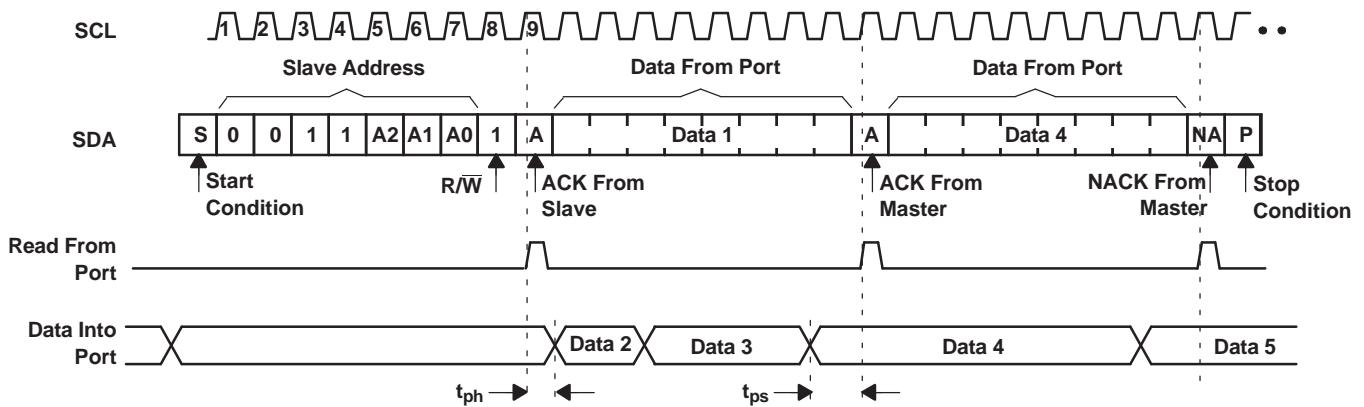 SCL
1 2 3 4 5 6 7 8 9
Slave Address
Data From Port
Data From Port
SDA
S 0 0 1 1 A2 A1 A0 1 A Data 1 A Data 4 NA P
Start
Condition
R/W̅
ACK From
Slave
ACK From
Master
NACK From
Master
Stop
Condition
Read From
Port
Data Into
Port
Data 2 Data 3 Data 4 Data 5
tph
tps